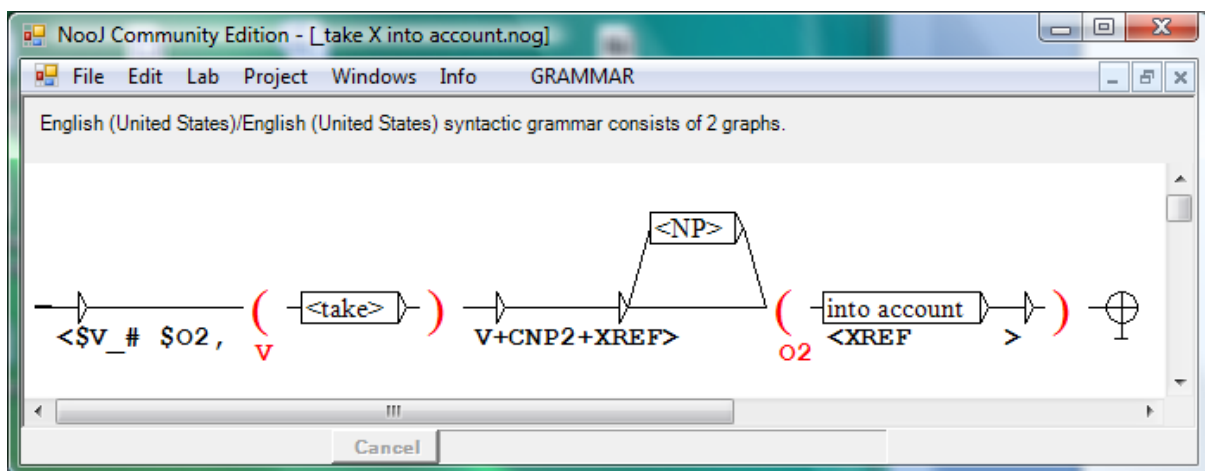 NooJ Community Edition - [_take X into account.nog]
File Edit Lab Project Windows Info GRAMMAR
English (United States)/English (United States) syntactic grammar consists of 2 graphs.
<NP>
( <take> ) ( into account )
<$V_# $O2, V V+CNP2+XREF> O2 <XREF >
Cancel